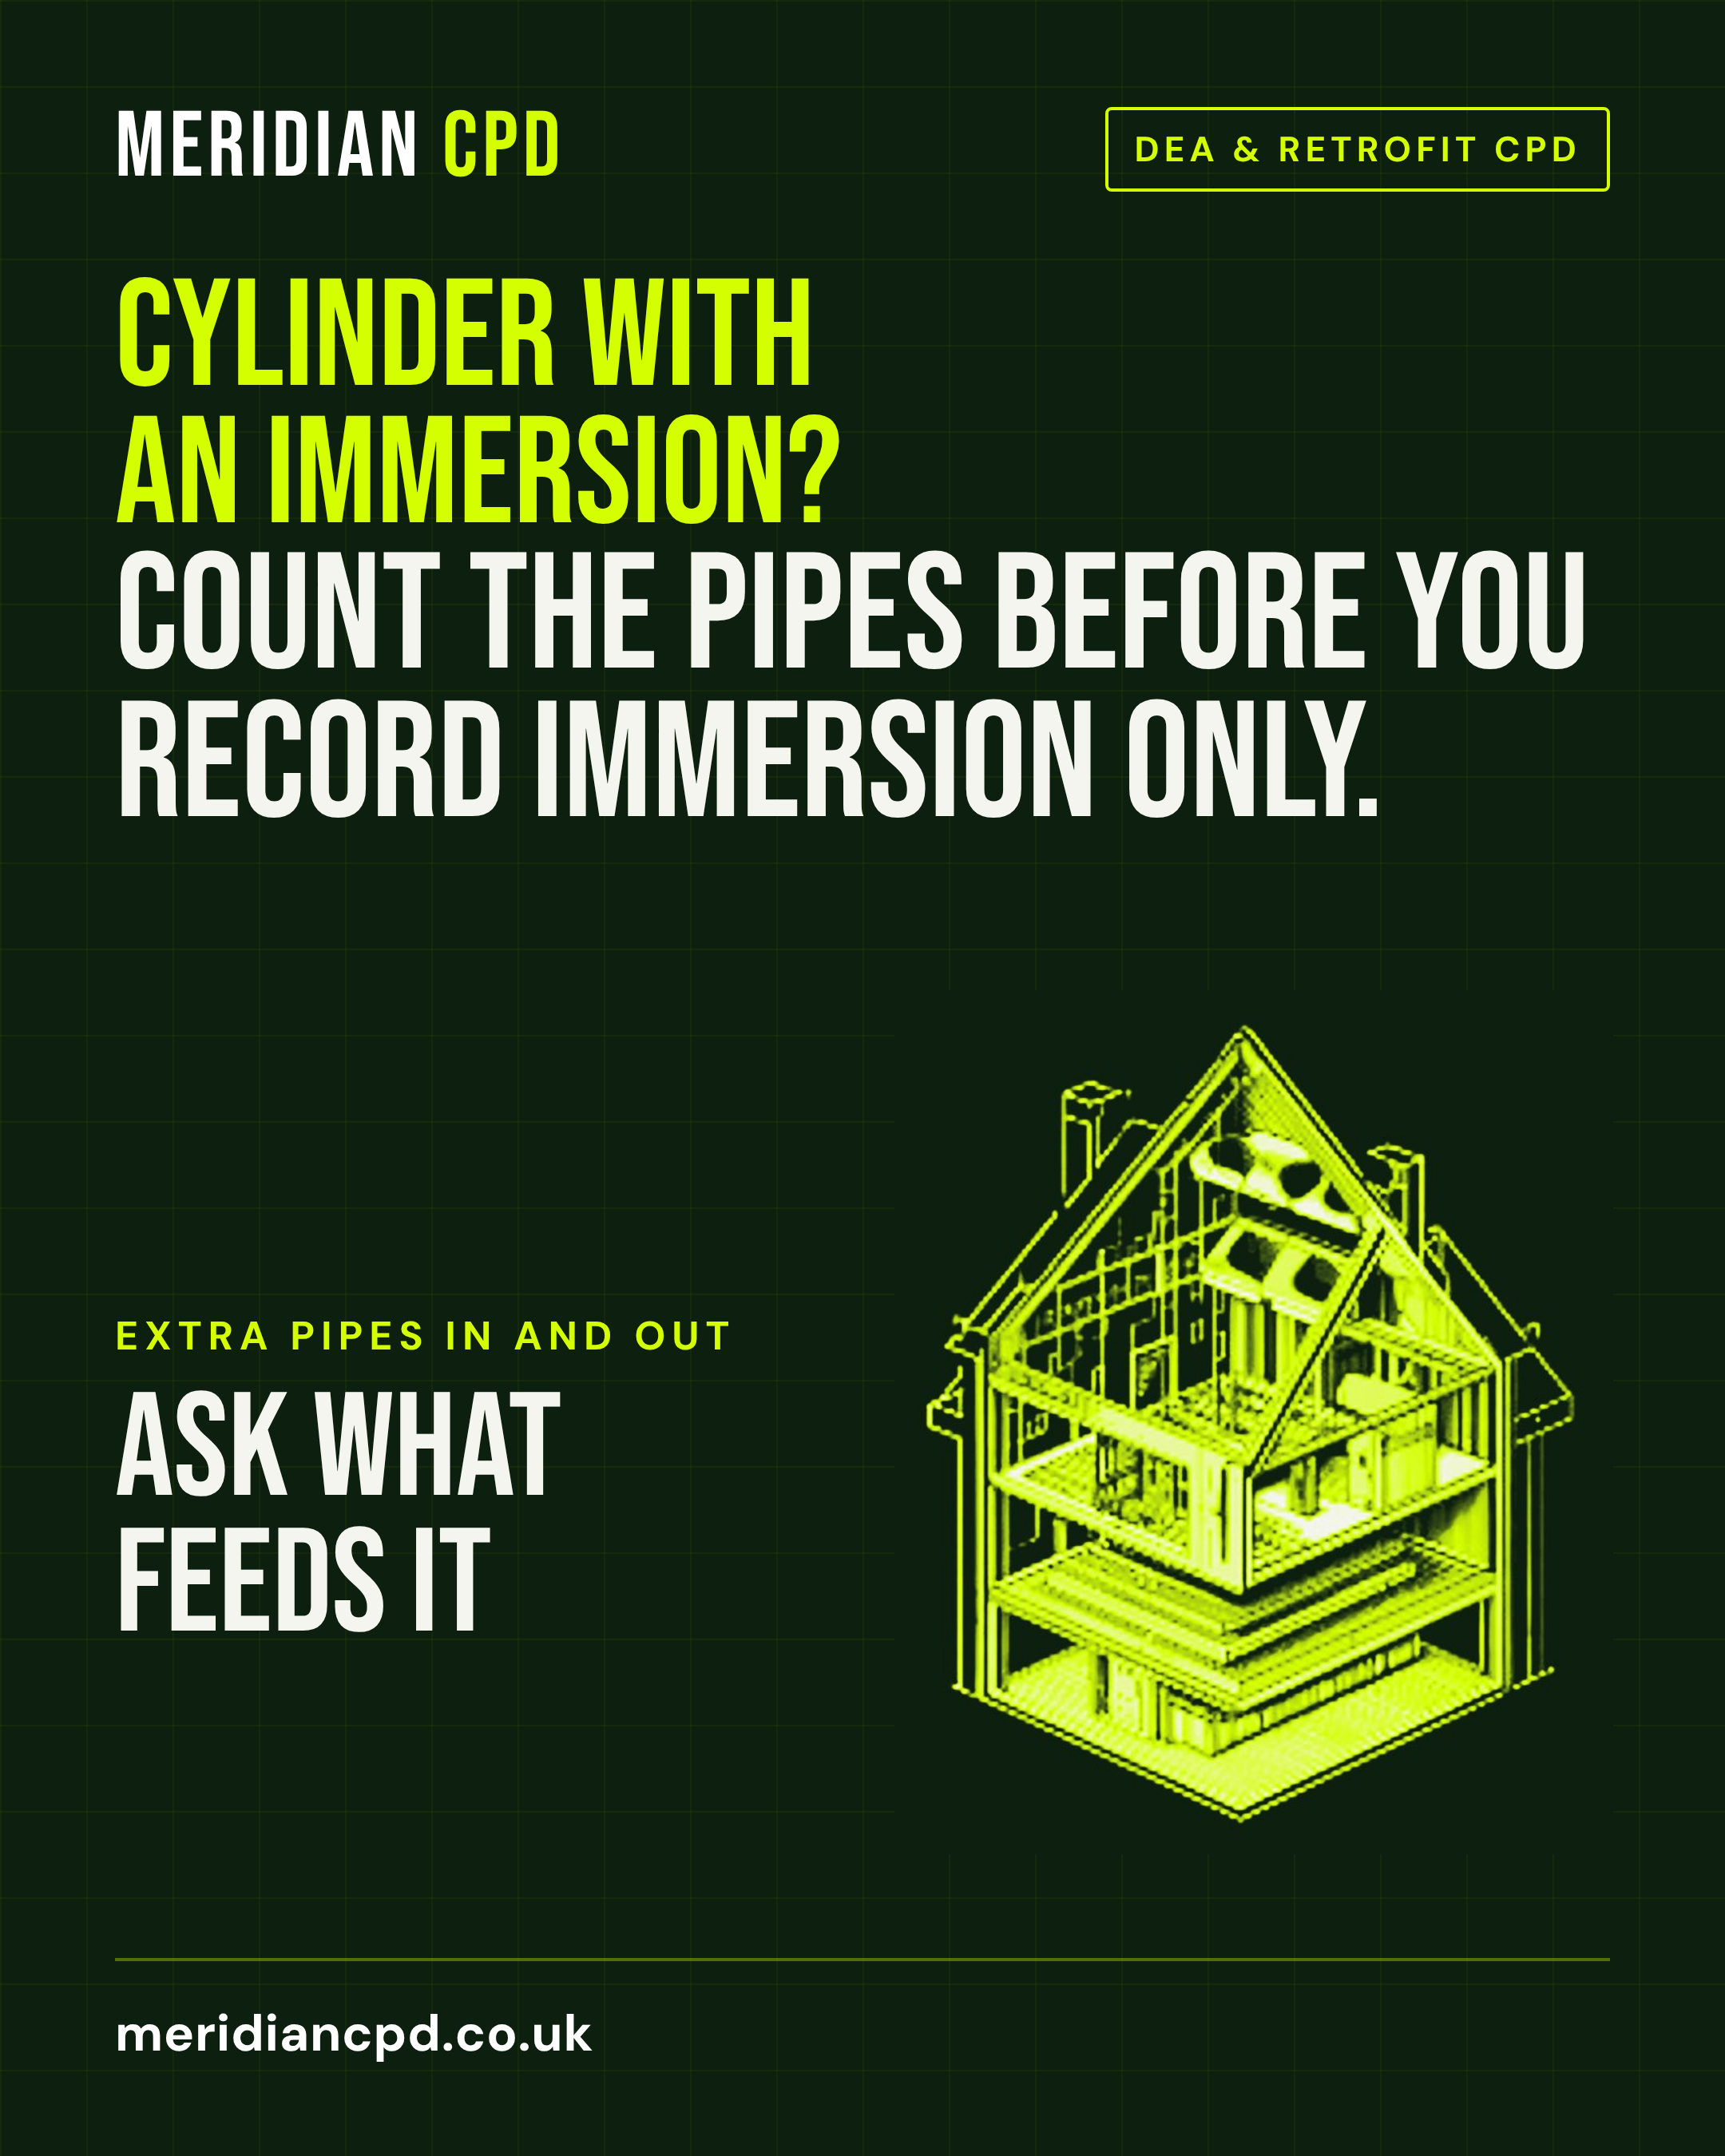 MERIDIAN CPD
DEA & RETROFIT CPD
CYLINDER WITH
AN IMMERSION?
COUNT THE PIPES BEFORE YOU
RECORD IMMERSION ONLY.
EXTRA PIPES IN AND OUT
ASK WHAT
FEEDS IT
meridiancpd.co.uk